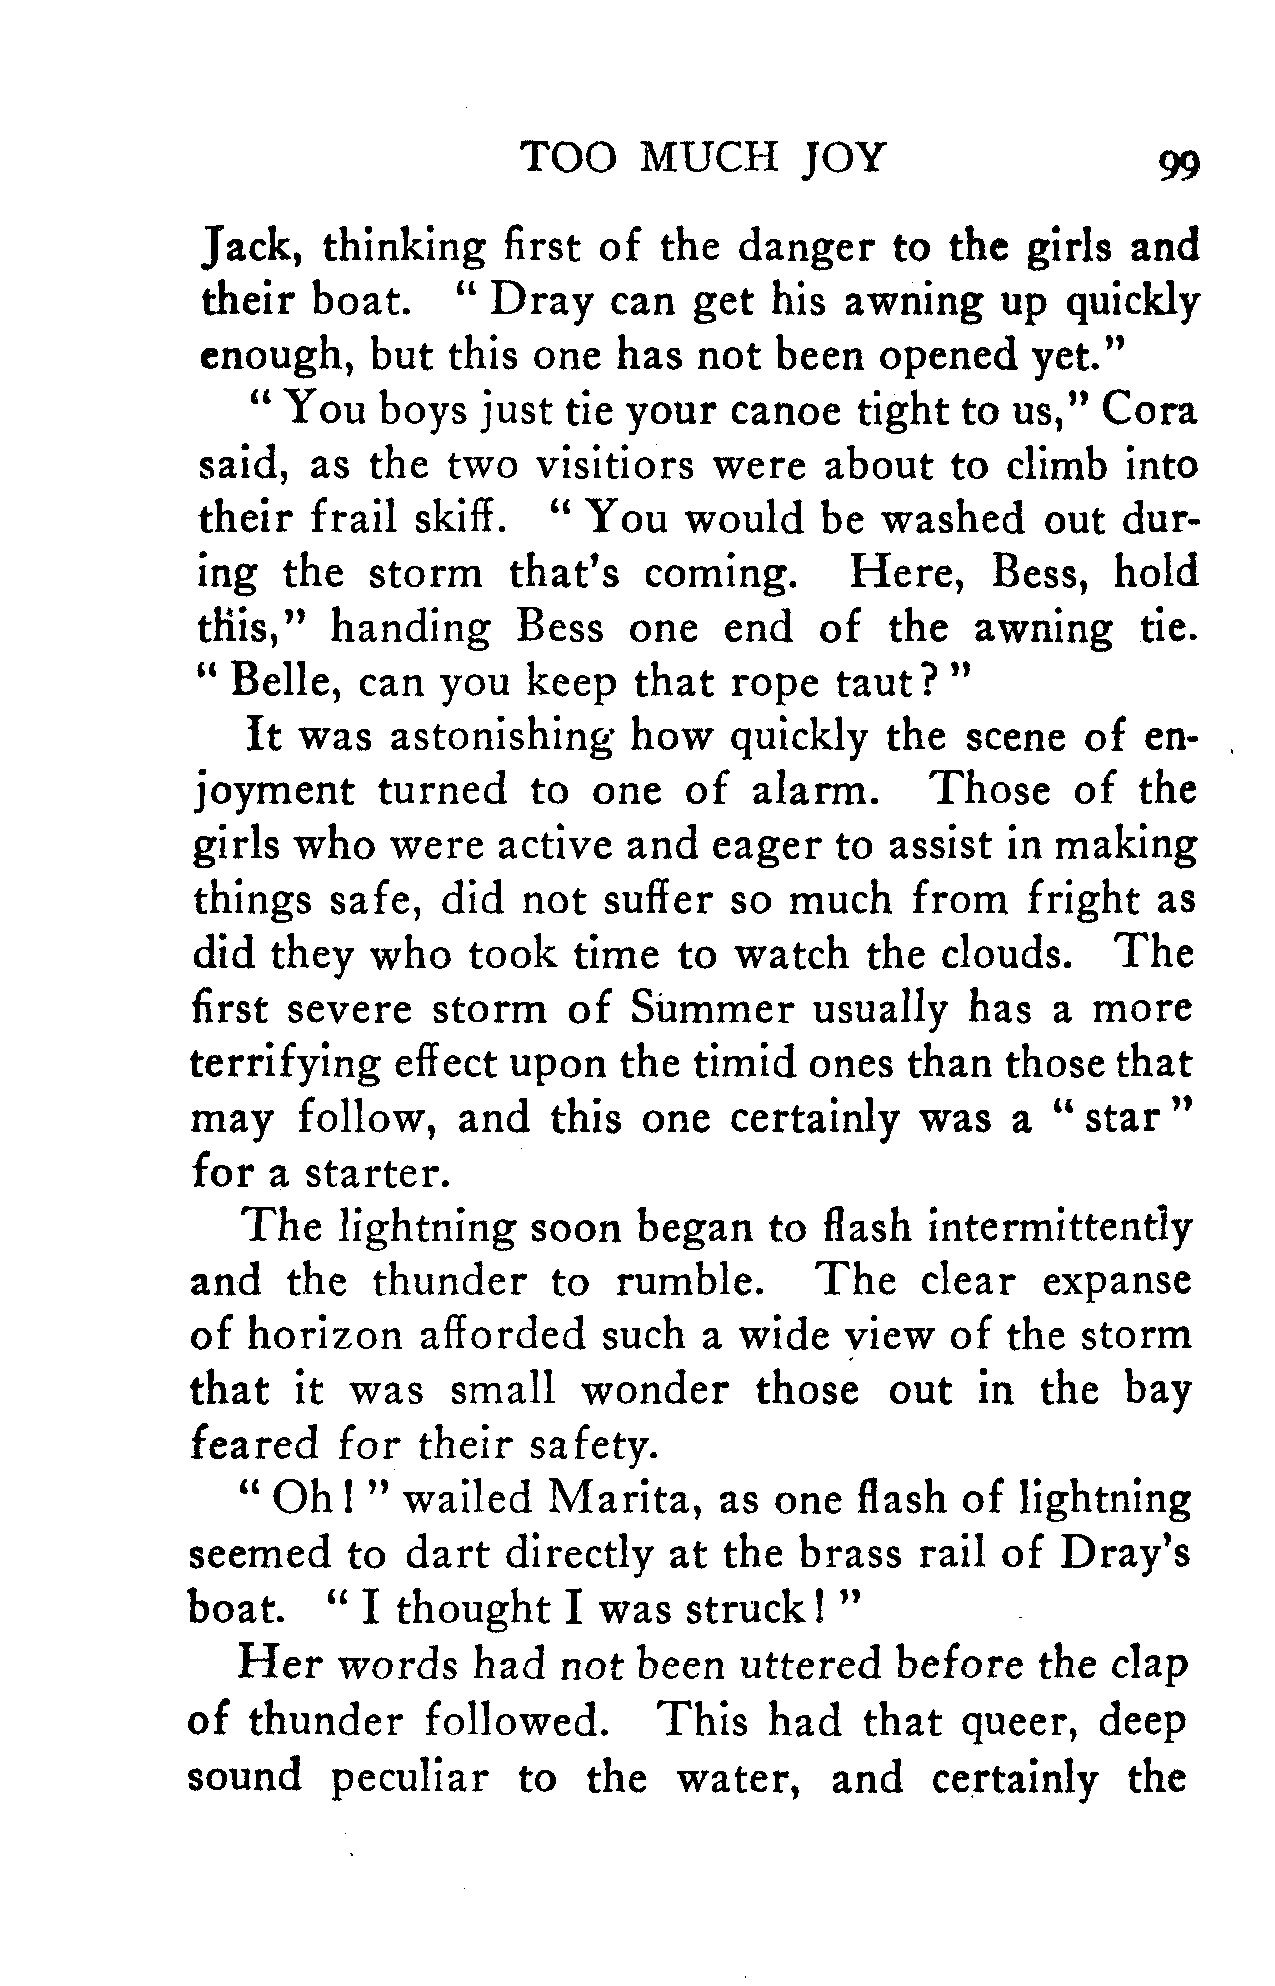 TOO MUCH JOY 99
Jack, thinking first of the danger to the girls and
their boat. “ Dray can get his awning up quickly
enough, but this one has not been opened yet.”
“ You boys just tie your canoe tight to us,” Cora
said, as the two visitiors were about to climb into
their frail skiff. “ You would be washed out dur-
ing the storm that’s coming. Here, Bess, hold
this,” handing Bess one end of the awning tie.
“ Belle, can you keep that rope taut? ”
It was astonishing how quickly the scene of en-
joyment turned to one of alarm. Those of the
girls who were active and eager to assist in making
things safe, did not suffer so much from fright as
did they who took time to watch the clouds. The
first severe storm of Summer usually has a more
terrifying effect upon the timid ones than those that
may follow, and this one certainly was a “ star ”
for a starter.
The lightning soon began to flash intermittently
and the thunder to rumble. The clear expanse
of horizon afforded such a wide view of the storm
that it was small wonder those out in the bay
feared for their safety.
“ Oh! ” wailed Marita, as one flash of lightning
seemed to dart directly at the brass rail of Dray’s
boat. “ I thought I was struck! ”
Her words had not been uttered before the clap
of thunder followed. This had that queer, deep
sound peculiar to the water, and certainly the